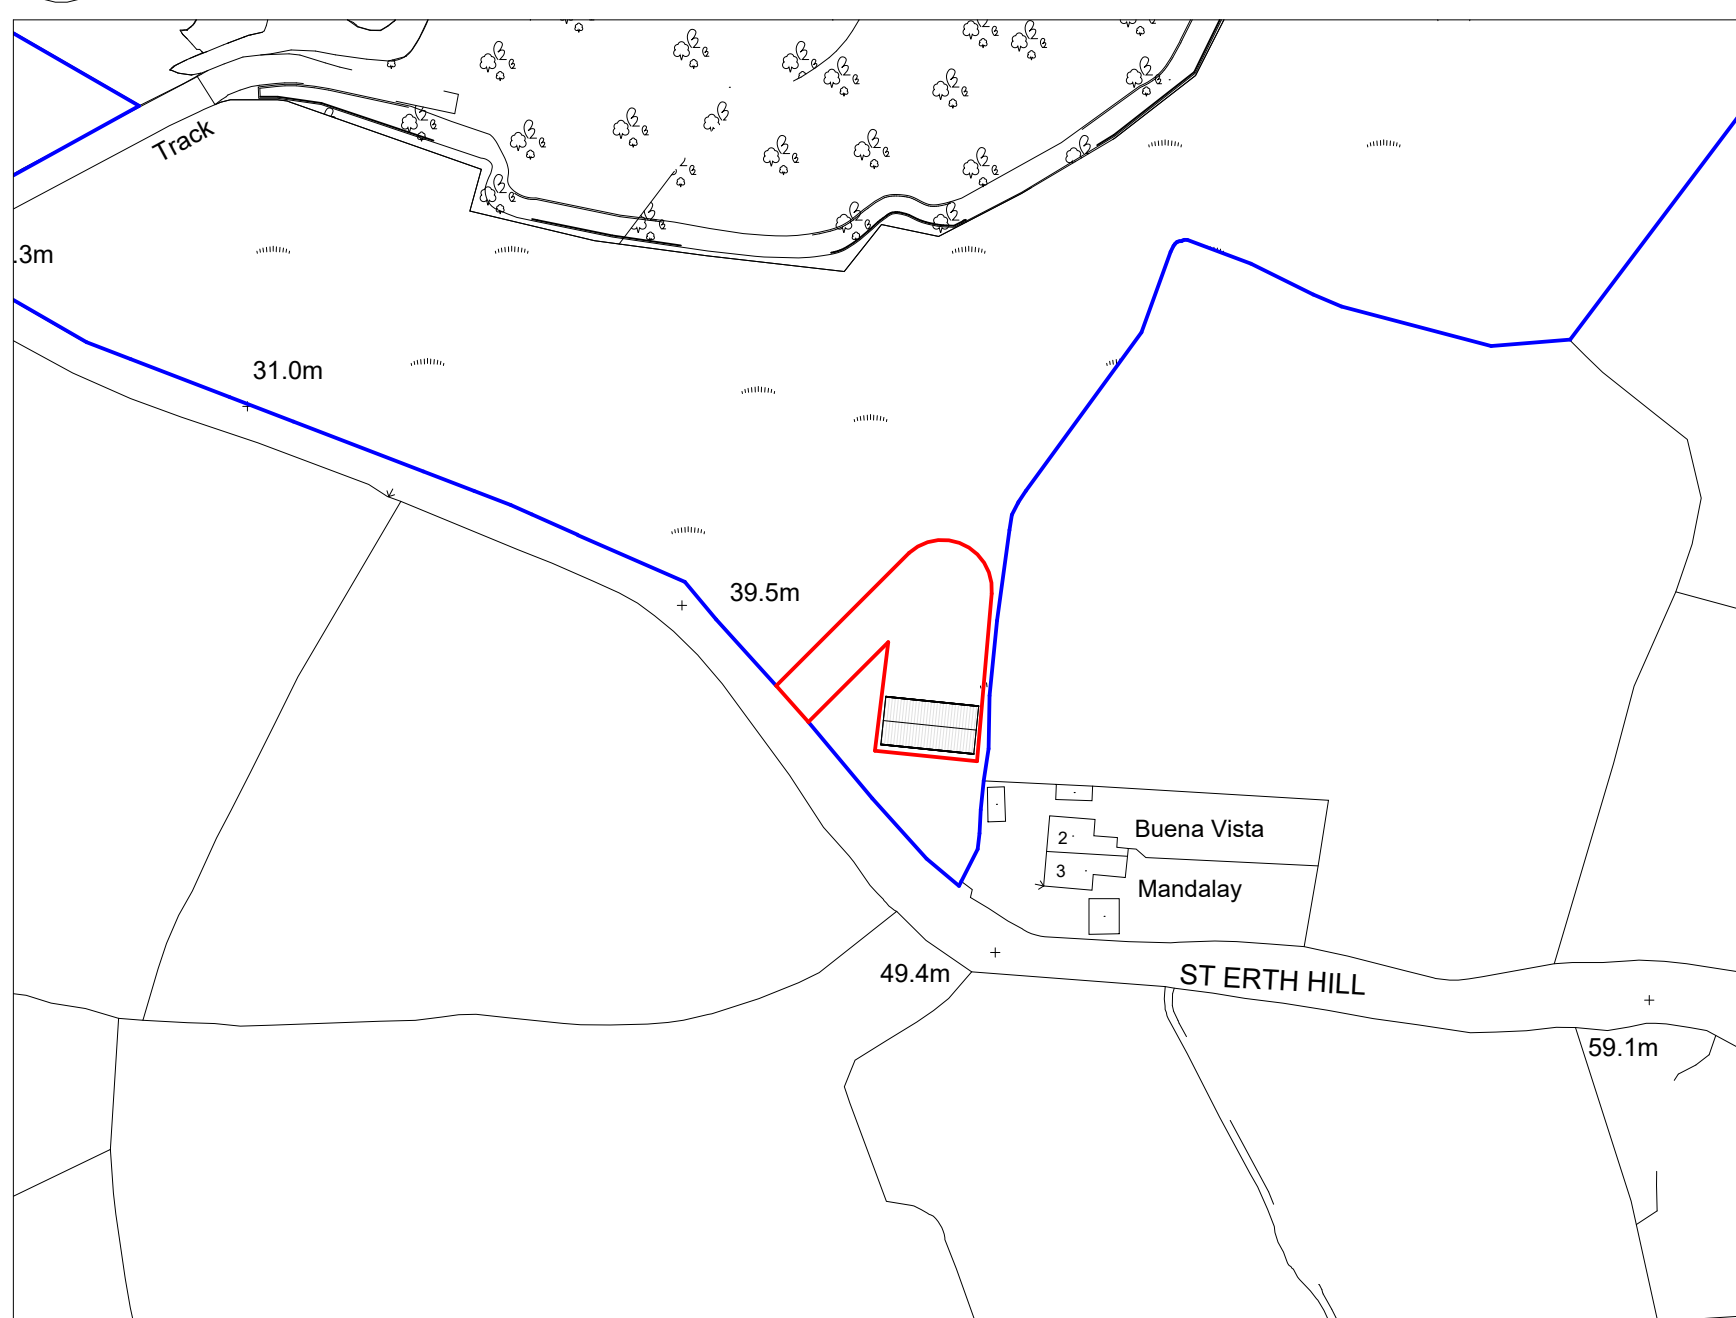 Track
.3m
31.0m
39.5m
2
Buena Vista
3
Mandalay
49.4m
ST ERTH HILL
59.1m